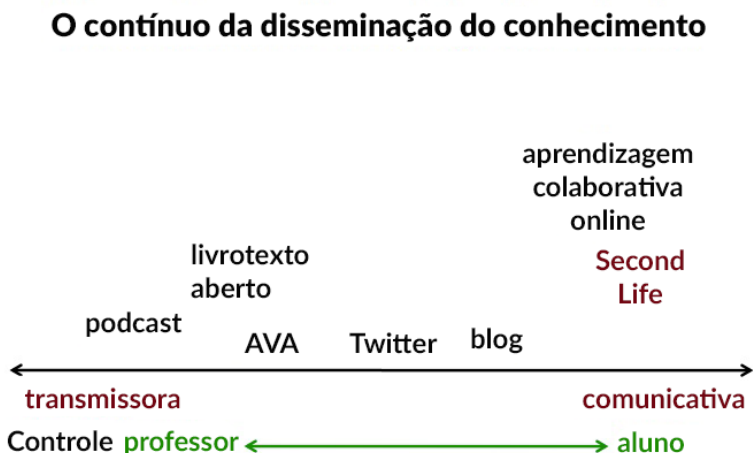 O contínuo da disseminação do conhecimento
aprendizagem
colaborativa
online
livrotexto
aberto
Second
Life
podcast
AVA
Twitter
blog
transmissora
comunicativa
Controle professor
aluno